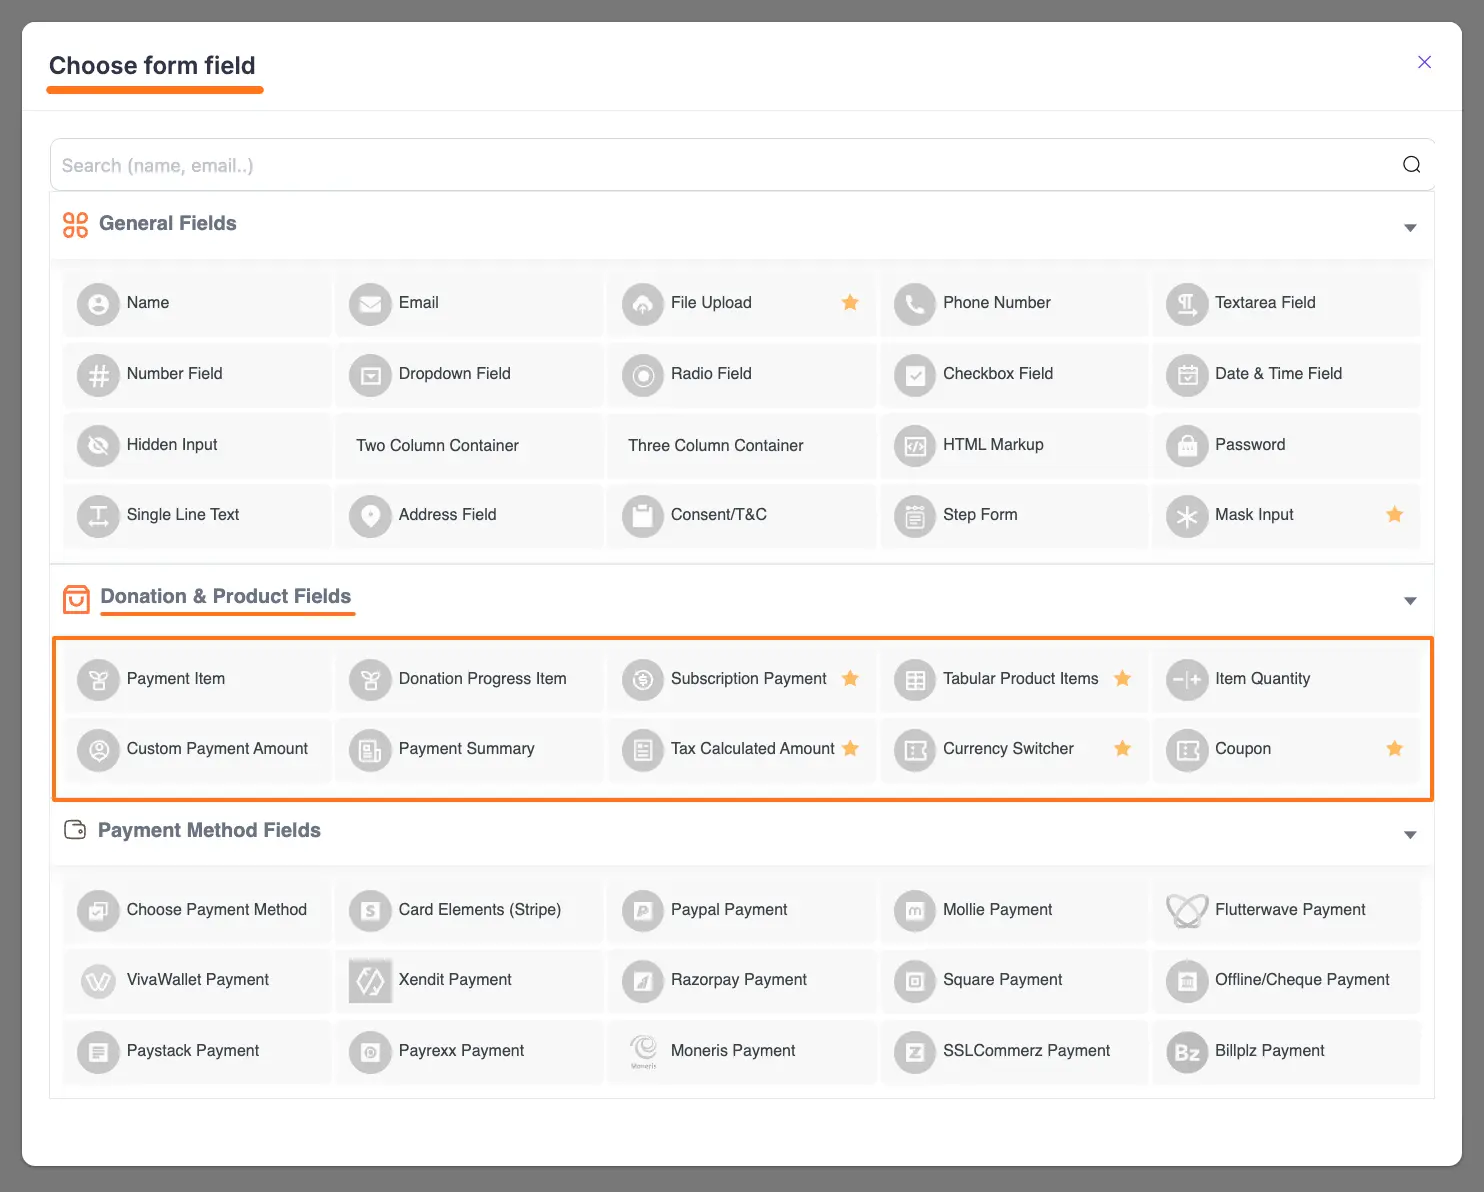 Choose form field
Search (name, email..)
General Fields
Name
Email
File Upload
Phone Number
Textarea Field
Number Field
Dropdown Field
Radio Field
Checkbox Field
Date & Time Field
Hidden Input
Two Column Container
Three Column Container
HTML Markup
Password
Single Line Text
Address Field
Consent/T&C
Step Form
Mask Input
Donation & Product Fields
Payment Item
Donation Progress Item
Subscription Payment
Tabular Product Items
Item Quantity
Custom Payment Amount
Payment Summary
Tax Calculated Amount
Currency Switcher
Coupon
Payment Method Fields
Choose Payment Method
Card Elements (Stripe)
Paypal Payment
Mollie Payment
Flutterwave Payment
VivaWallet Payment
Xendit Payment
Razorpay Payment
Square Payment
Offline/Cheque Payment
Paystack Payment
Payrexx Payment
Moneris
Moneris Payment
SSLCommerz Payment
Bz
Billplz Payment